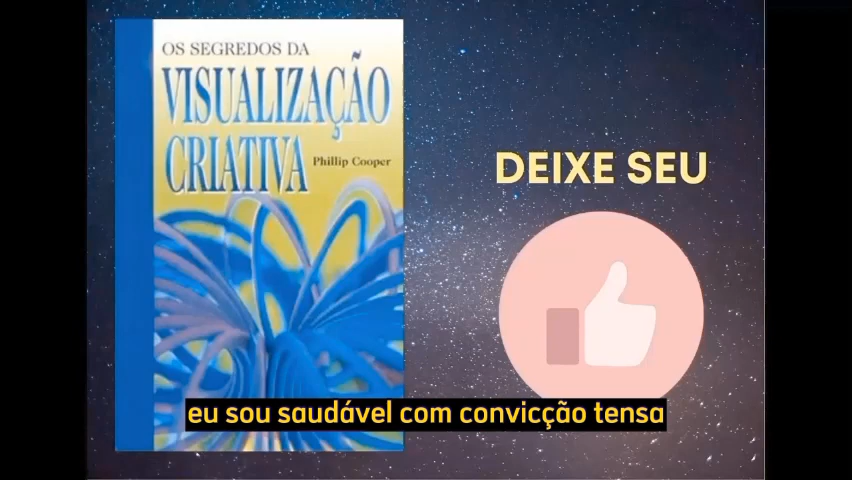 OS SEGREDOS DA
VISUALIZAÇÃO
CRIATIVA
Phillip Cooper
DEIXE SEU
eu sou saudável com convicção tensa